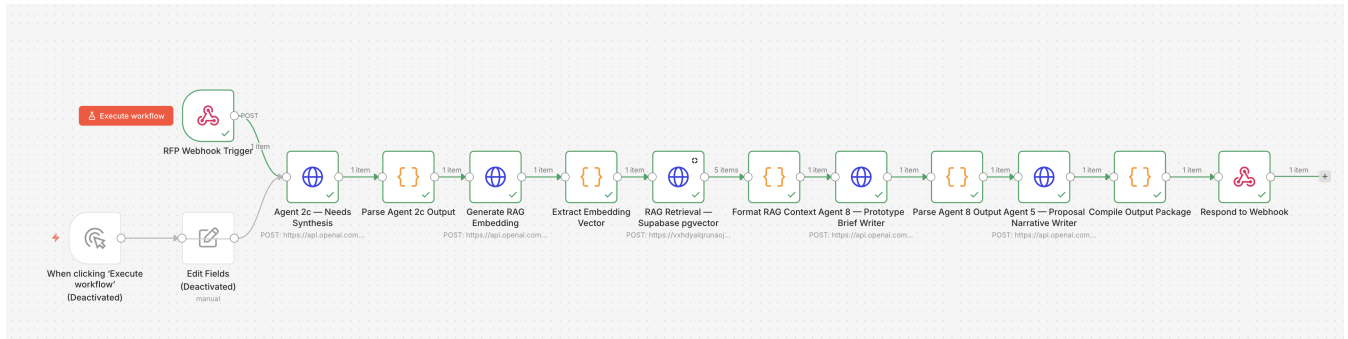 Execute workflow
POST
RFP Webhook Trigger
1 item
1 item
1 item
1 item
1 item
5 items
1 item
1 item
1 item
1 item
1 item
Agent 2c — Needs
Synthesis
POST: https://api.openai.com...
Parse Agent 2c Output
Generate RAG
Embedding
POST: https://api.openai.com...
Extract Embedding
Vector
RAG Retrieval —
Supabase pgvector
Format RAG Context
Agent 8 — Prototype
Brief Writer
POST: https://api.openai.com...
Parse Agent 8 Output
Agent 5 — Proposal
Narrative Writer
POST: https://api.openai.com...
Compile Output Package
Respond to Webhook
When clicking ‘Execute
workflow’
(Deactivated)
Edit Fields
(Deactivated)
manual